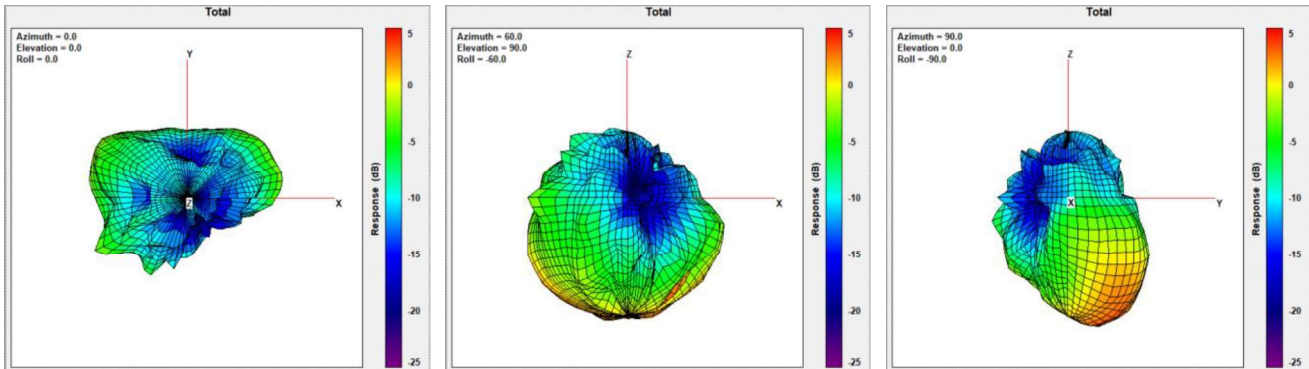 Total
Azimuth = 0.0
Elevation = 0.0
Roll = 0.0
Y
Z
X
5
0
-5
-10
-15
-20
-25
Response (dB)
Total
Azimuth = 60.0
Elevation = 90.0
Roll = -60.0
Z
X
5
0
-5
-10
-15
-20
-25
Response (dB)
Total
Azimuth = 90.0
Elevation = 0.0
Roll = -90.0
Z
X
Y
5
0
-5
-10
-15
-20
-25
Response (dB)